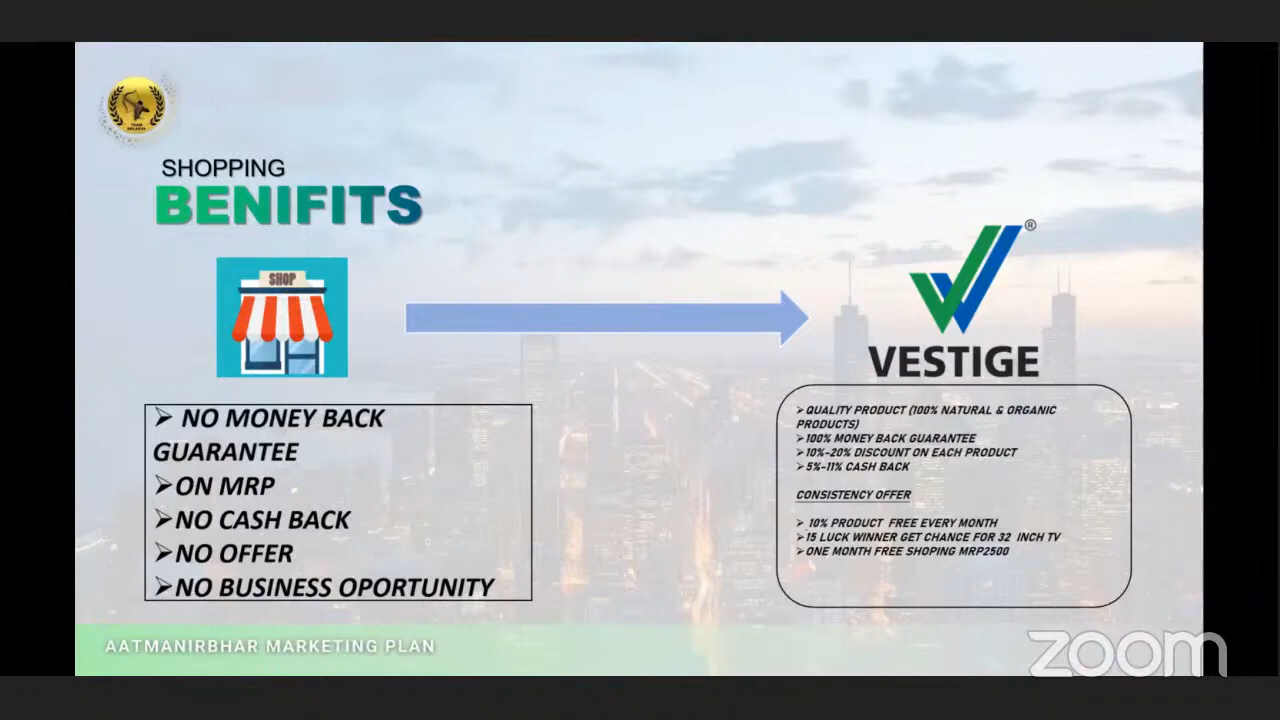 TEAM
EKLAVYA
SHOPPING
BENIFITS
SHOP
➢ NO MONEY BACK
GUARANTEE
➢ON MRP
➢NO CASH BACK
➢NO OFFER
➢NO BUSINESS OPORTUNITY
®
VESTIGE
➢QUALITY PRODUCT (100% NATURAL & ORGANIC
PRODUCTS)
➢100% MONEY BACK GUARANTEE
➢10%-20% DISCOUNT ON EACH PRODUCT
➢5%-11% CASH BACK
CONSISTENCY OFFER
➢ 10% PRODUCT FREE EVERY MONTH
➢15 LUCK WINNER GET CHANCE FOR 32 INCH TV
➢ONE MONTH FREE SHOPING MRP2500
AATMANIRBHAR MARKETING PLAN
zoom